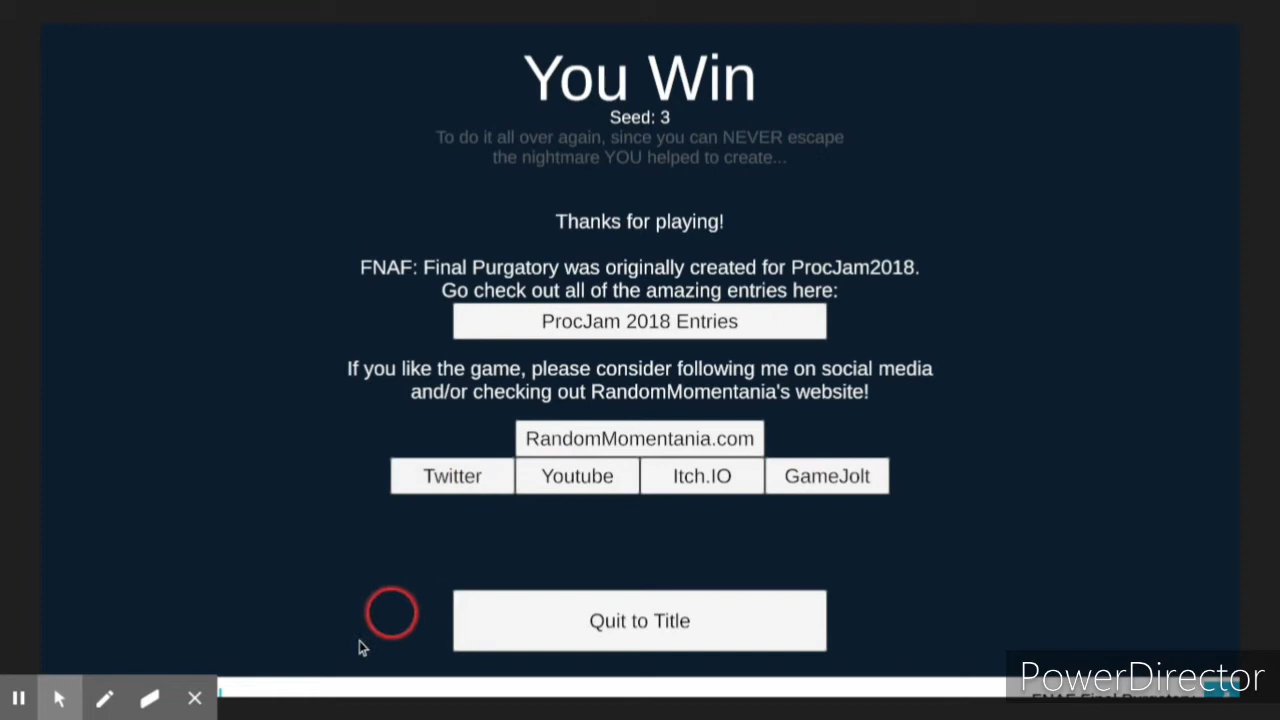 You Win
Seed: 3
To do it all over again, since you can NEVER escape
the nightmare YOU helped to create...
Thanks for playing!
FNAF: Final Purgatory was originally created for ProcJam2018.
Go check out all of the amazing entries here:
ProcJam 2018 Entries
If you like the game, please consider following me on social media
and/or checking out RandomMomentania's website!
RandomMomentania.com
Twitter Youtube Itch.IO GameJolt
Quit to Title
PowerDirector
FNAF Final Purgatory